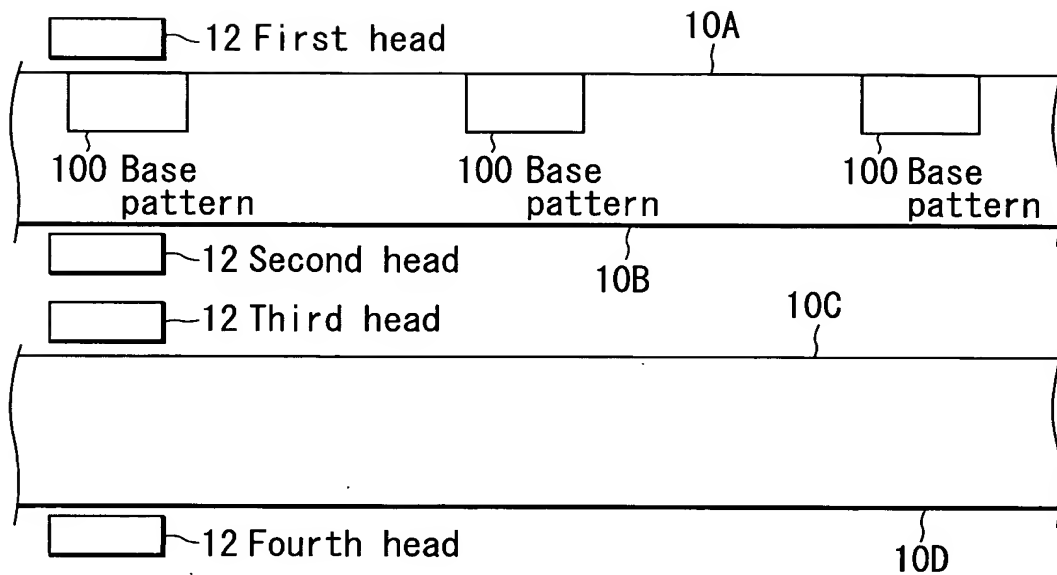 12 First head
10A
100 Base
pattern
100 Base
pattern
100 Base
pattern
12 Second head
10B
12 Third head
10C
12 Fourth head
10D